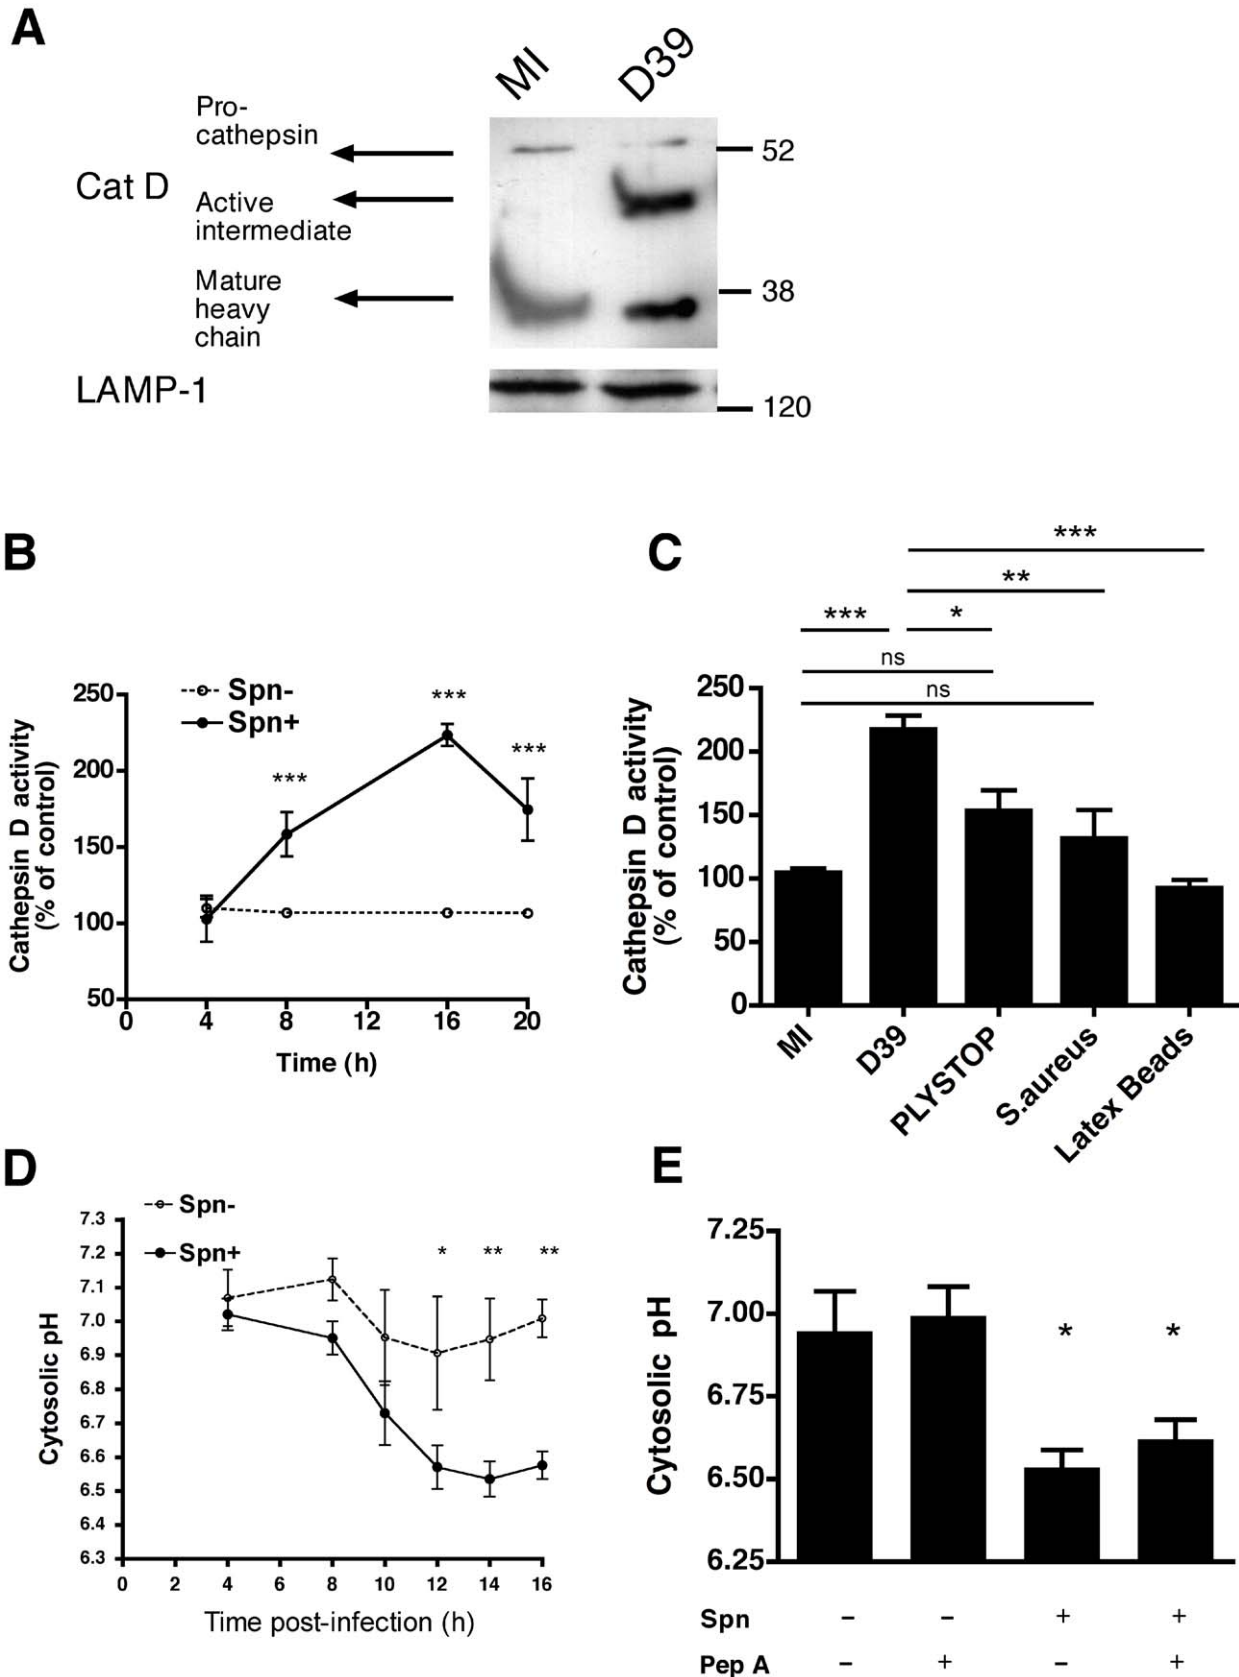 A
MI
D39
Pro-
cathepsin
52
Cat D
Active
intermediate
Mature
heavy
chain
38
LAMP-1
120
B
Spn-
Spn+
250
200
150
100
50
***
***
***
0
4
8
12
16
20
Cathepsin D activity
(% of control)
Time (h)
C
***
**
***
*
ns
ns
250
200
150
100
50
0
Cathepsin D activity
(% of control)
MI
D39
PLYSTOP
S.aureus
Latex Beads
D
Spn-
Spn+
7.3
7.2
7.1
7.0
6.9
6.8
6.7
6.6
6.5
6.4
6.3
*
**
**
0
2
4
6
8
10
12
14
16
Cytosolic pH
Time post-infection (h)
E
7.25
7.00
6.75
6.50
6.25
*
*
Cytosolic pH
Spn – – + +
Pep A – + – +